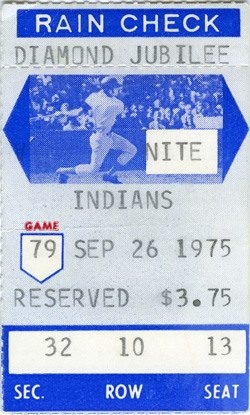 RAIN CHECK
DIAMOND JUBILEE
NITE
INDIANS
GAME
79 SEP 26 1975
RESERVED $3.75
32 10 13
SEC. ROW SEAT